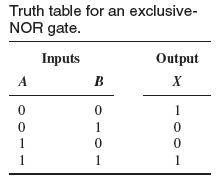 Truth table for an exclusive-
NOR gate.
Inputs Output
A B X
0 0 1
0 1 0
1 0 0
1 1 1